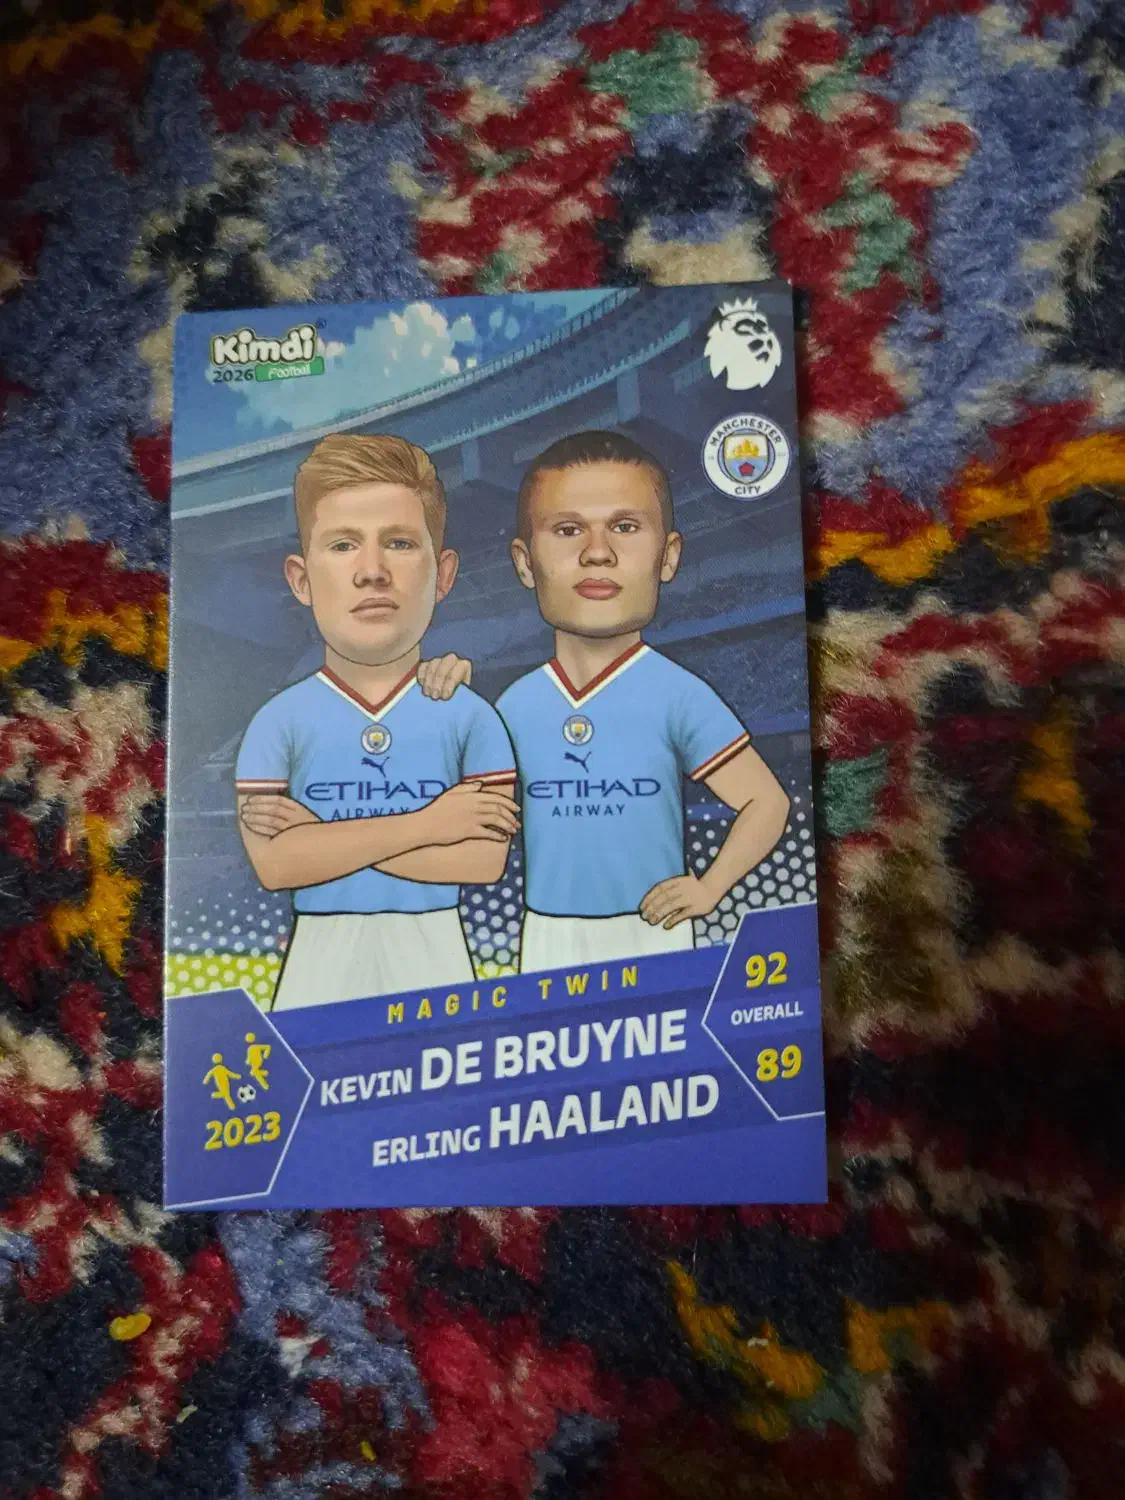 Kimdi
2026 Football
MANCHESTER
CITY
ETIHAD
AIRWAY
ETIHAD
AIRWAY
MAGIC TWIN
92
OVERALL
89
KEVIN DE BRUYNE
ERLING HAALAND
2023